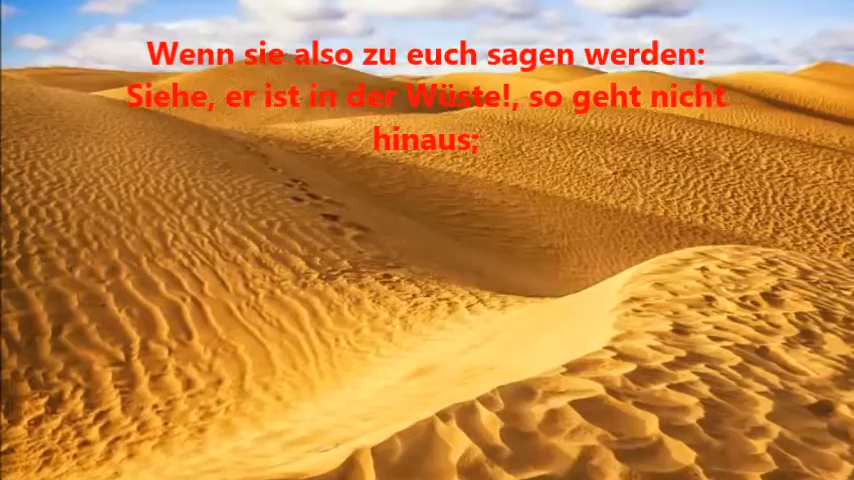 Wenn sie also zu euch sagen werden:
Siehe, er ist in der Wüste!, so geht nicht
hinaus;